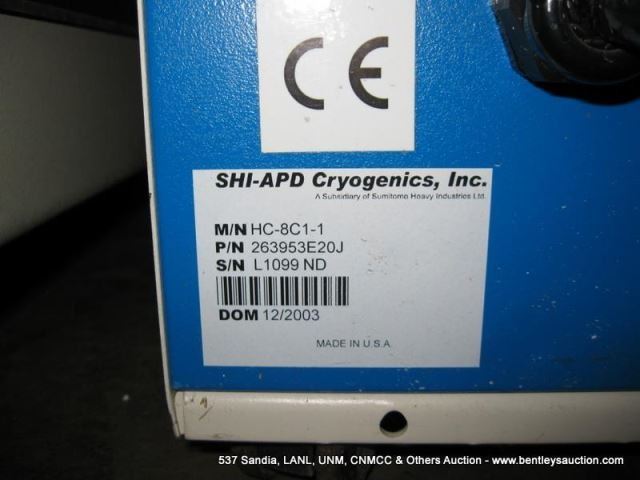 CE
SHI-APD Cryogenics, Inc.
A Subsidiary of Sumitomo Heavy Industries Ltd.
M/N HC-8C1-1
P/N 263953E20J
S/N L1099 ND
DOM 12/2003
MADE IN U.S.A.
537 Sandia, LANL, UNM, CNMCC & Others Auction - www.bentleysauction.com